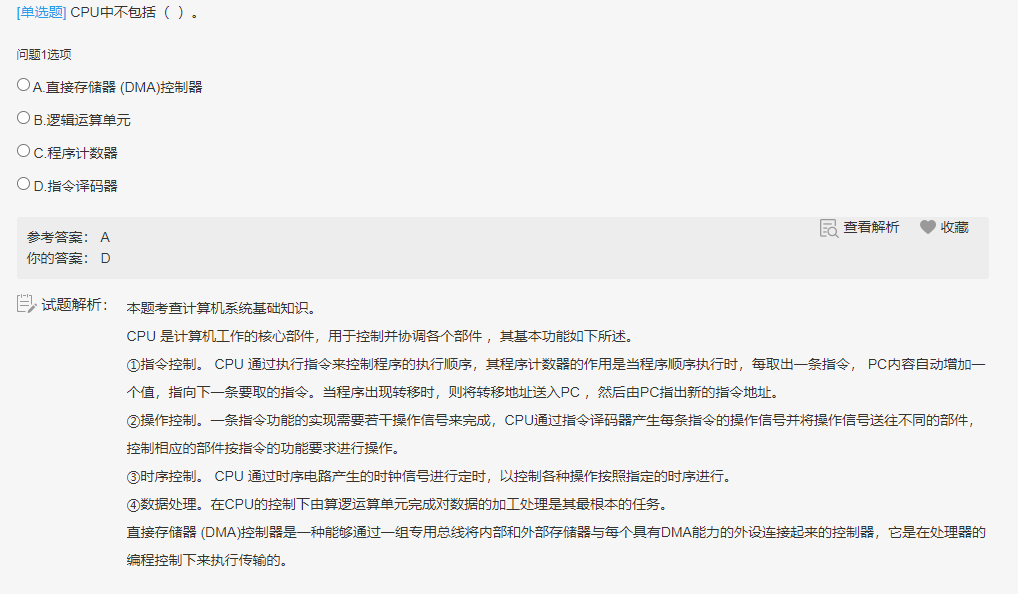 [单选题] CPU中不包括（ ）。
问题1选项
A.直接存储器 (DMA)控制器
B.逻辑运算单元
C.程序计数器
D.指令译码器
参考答案： A
查看解析
收藏
你的答案： D
试题解析：
本题考查计算机系统基础知识。
CPU 是计算机工作的核心部件，用于控制并协调各个部件 ，其基本功能如下所述。
①指令控制。 CPU 通过执行指令来控制程序的执行顺序，其程序计数器的作用是当程序顺序执行时，每取出一条指令， PC内容自动增加一
个值，指向下一条要取的指令。当程序出现转移时，则将转移地址送入PC ，然后由PC指出新的指令地址。
②操作控制。一条指令功能的实现需要若干操作信号来完成，CPU通过指令译码器产生每条指令的操作信号并将操作信号送往不同的部件，
控制相应的部件按指令的功能要求进行操作。
③时序控制。 CPU 通过时序电路产生的时钟信号进行定时，以控制各种操作按照指定的时序进行。
④数据处理。在CPU的控制下由算逻运算单元完成对数据的加工处理是其最根本的任务。
直接存储器 (DMA)控制器是一种能够通过一组专用总线将内部和外部存储器与每个具有DMA能力的外设连接起来的控制器，它是在处理器的
编程控制下来执行传输的。